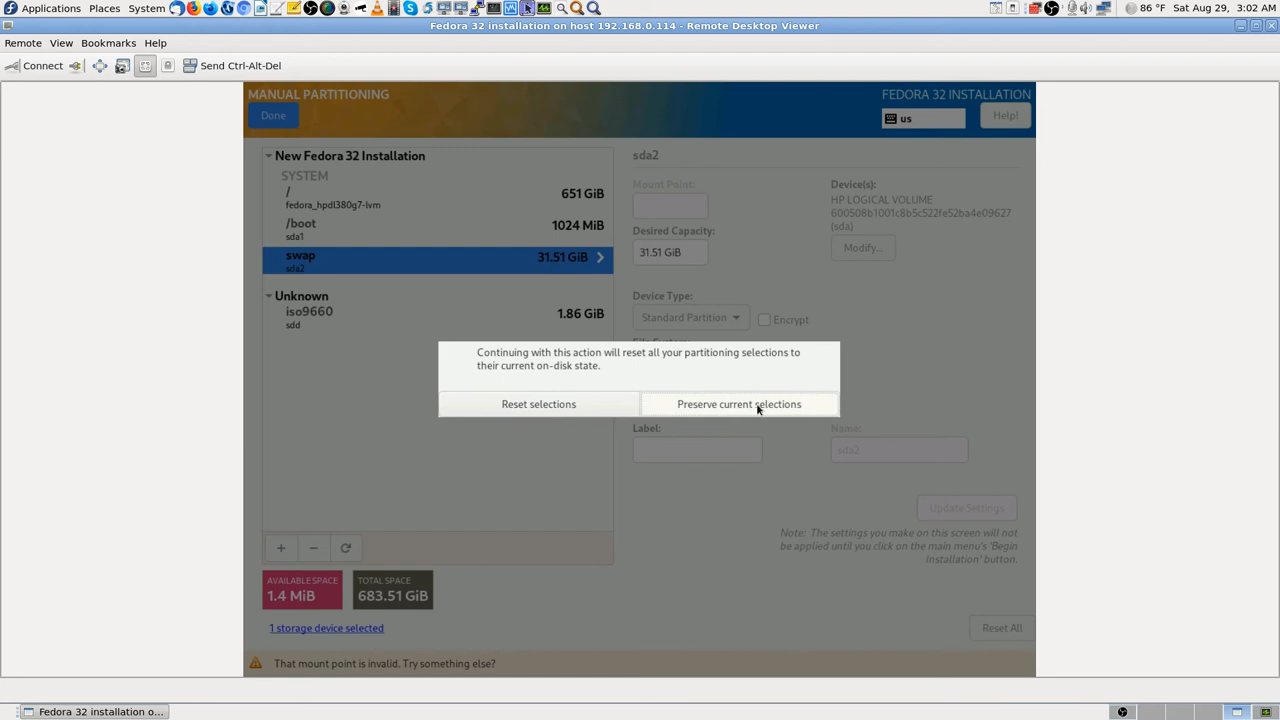 Applications Places System 86 °F Sat Aug 29, 3:02 AM
Fedora 32 installation on host 192.168.0.114 - Remote Desktop Viewer
Remote View Bookmarks Help
Connect Send Ctrl-Alt-Del
MANUAL PARTITIONING
FEDORA 32 INSTALLATION
Done
us
Help!
New Fedora 32 Installation
SYSTEM
/
651 GiB
fedora_hpdl380g7-lvm
/boot
1024 MiB
sda1
swap
31.51 GiB
sda2
Unknown
iso9660
1.86 GiB
sdd
sda2
Mount Point:
Device(s):
HP LOGICAL VOLUME
600508b1001c8b5c522fe52ba4e09627
(sda)
Desired Capacity:
31.51 GiB
Modify...
Device Type:
Standard Partition
Encrypt
File System:
Continuing with this action will reset all your partitioning selections to
their current on-disk state.
Reset selections
Preserve current selections
Label:
Name:
sda2
Update Settings
Note: The settings you make on this screen will not
be applied until you click on the main menu's 'Begin
Installation' button.
+ −
AVAILABLE SPACE
1.4 MiB
TOTAL SPACE
683.51 GiB
1 storage device selected
Reset All
That mount point is invalid. Try something else?
Fedora 32 installation o...